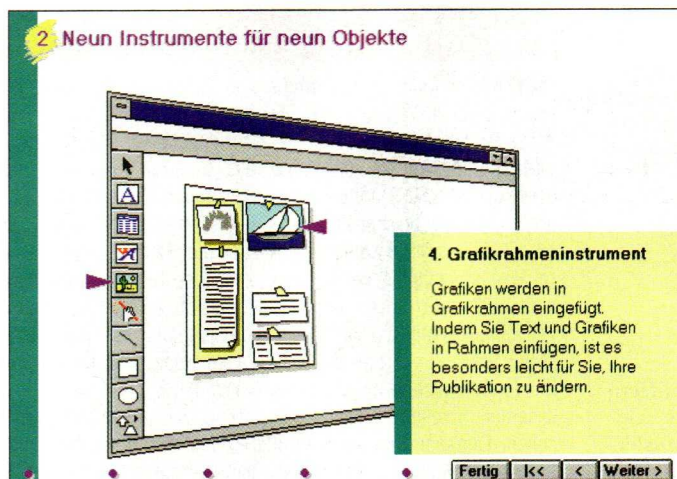 2 Neun Instrumente für neun Objekte
A
4. Grafikrahmeninstrument
Grafiken werden in
Grafikrahmen eingefügt.
Indem Sie Text und Grafiken
in Rahmen einfügen, ist es
besonders leicht für Sie, Ihre
Publikation zu ändern.
Fertig |<< < Weiter >